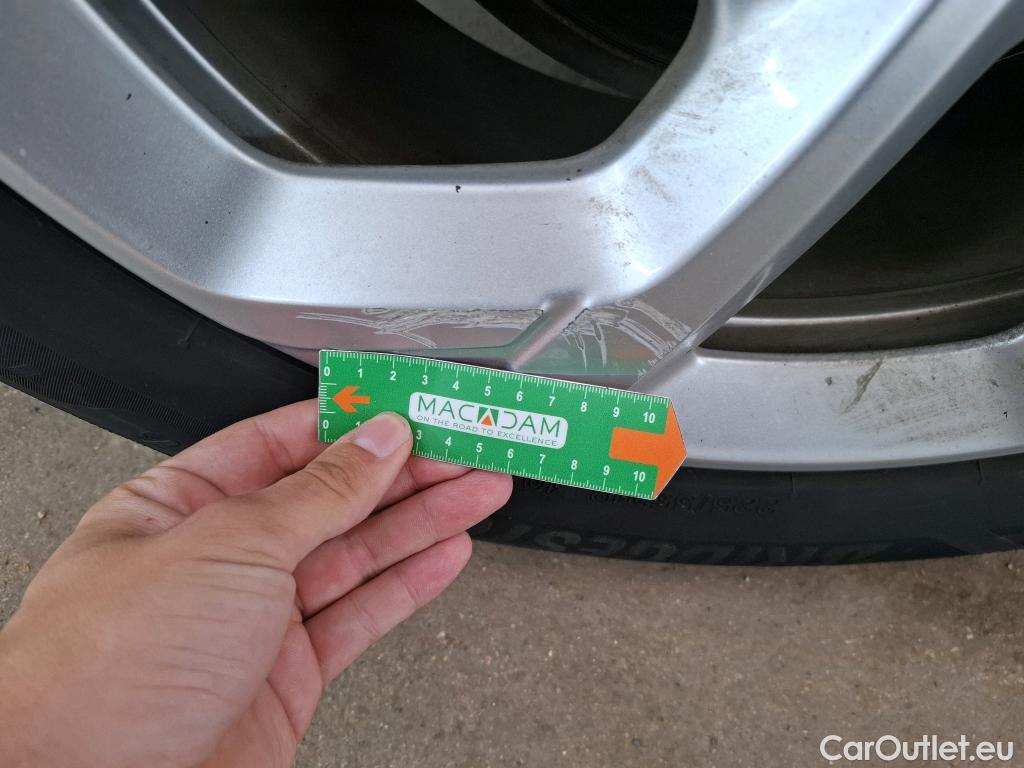 0 1 2 3 4 5 6 7 8 9 10
MACADAM
ON THE ROAD TO EXCELLENCE
0 1 3 4 5 6 7 8 9 10
CarOutlet.eu